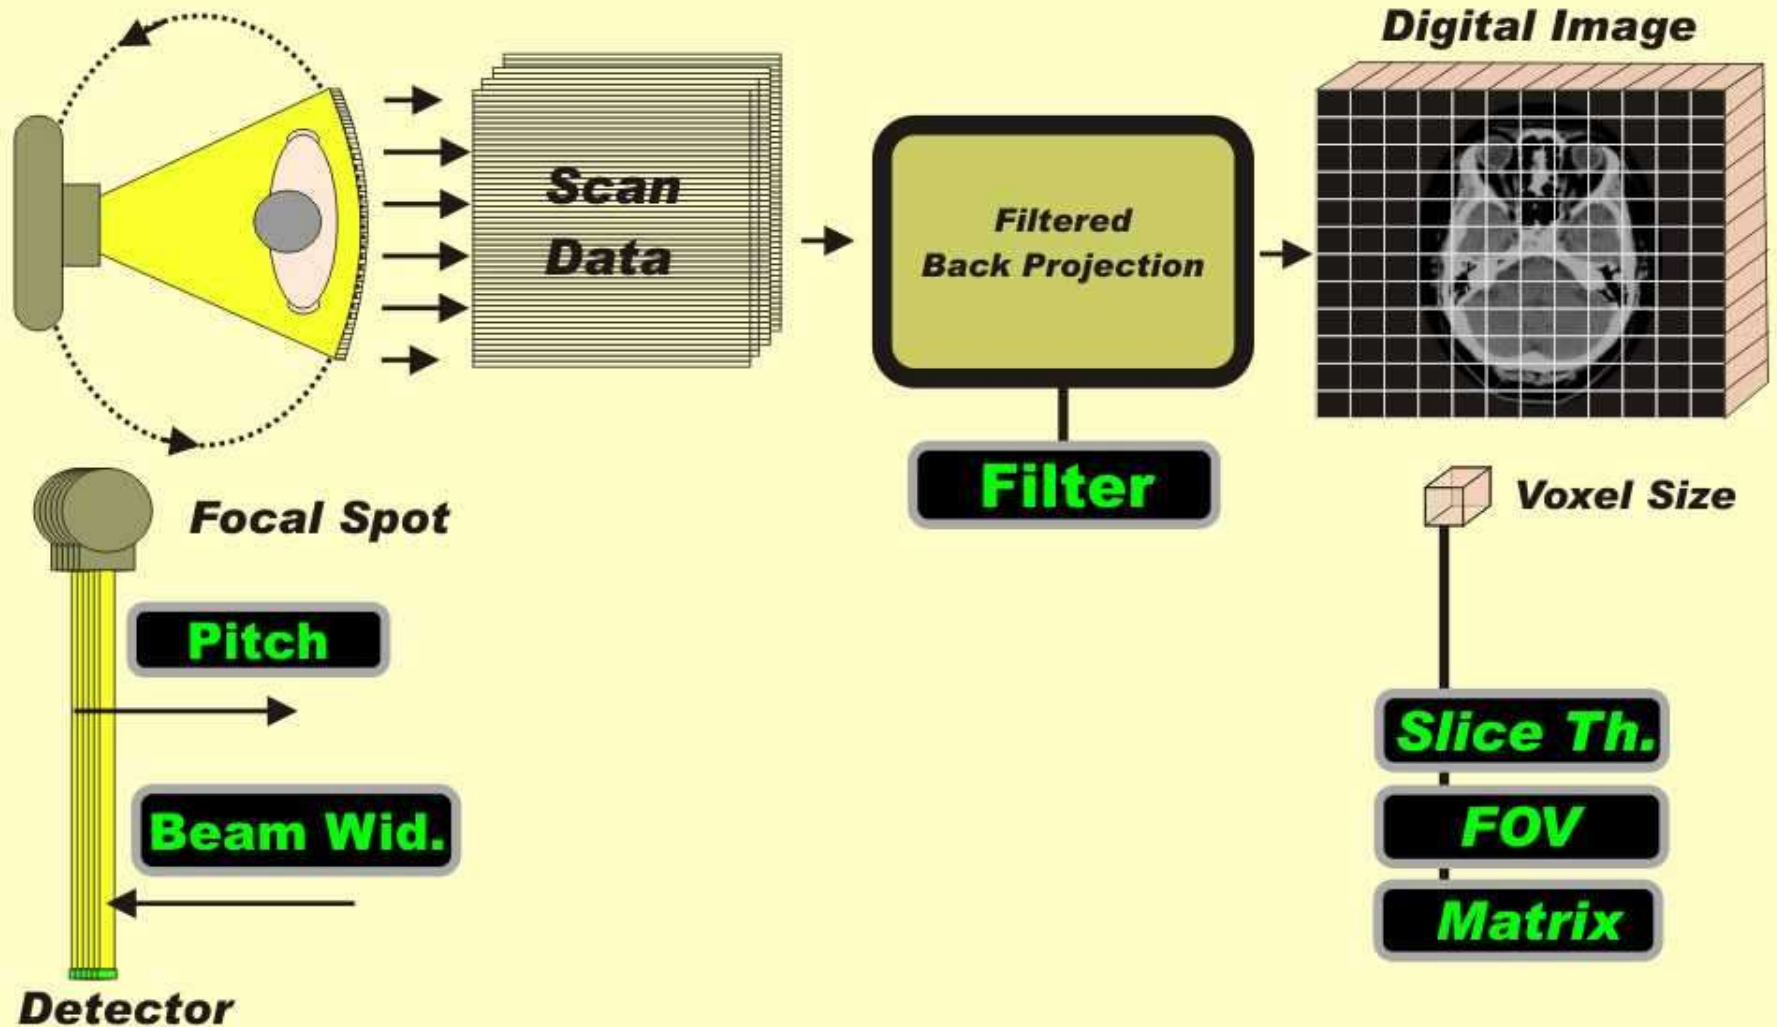 Digital Image
Scan
Data
Filtered
Back Projection
Filter
Focal Spot
Voxel Size
Pitch
Beam Wid.
Slice Th.
FOV
Matrix
Detector